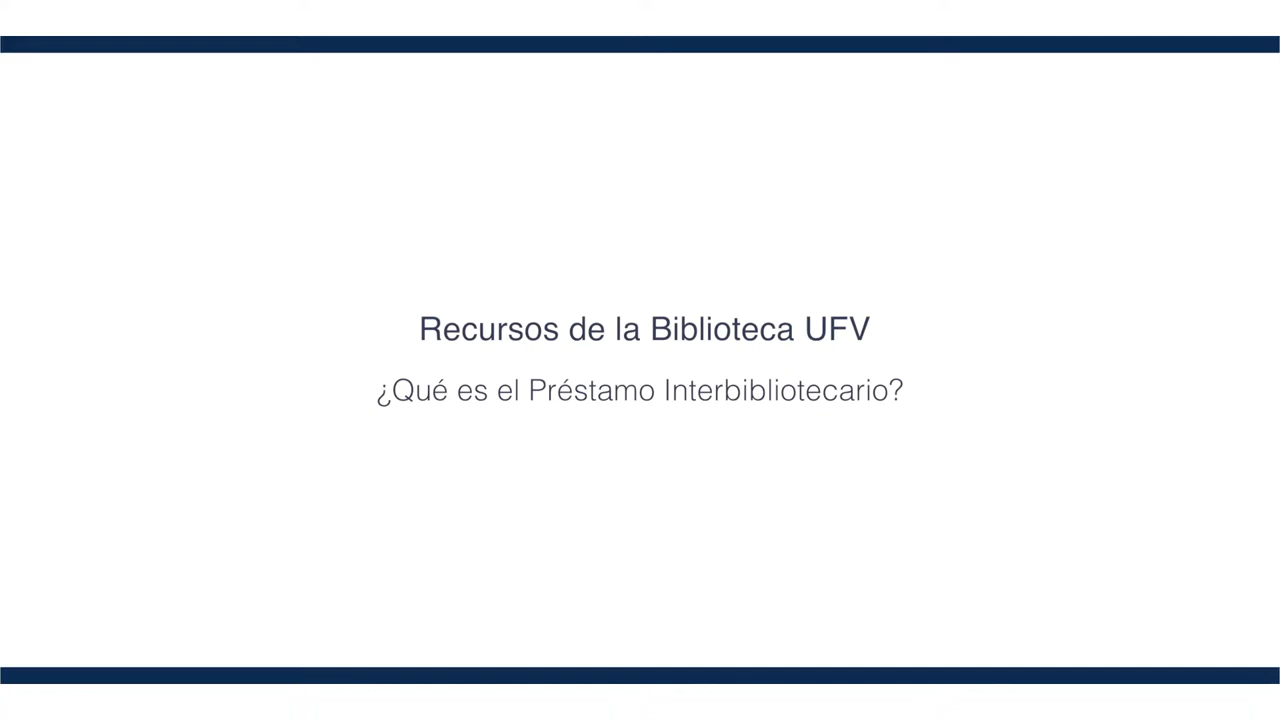 Recursos de la Biblioteca UFV
¿Qué es el Préstamo Interbibliotecario?